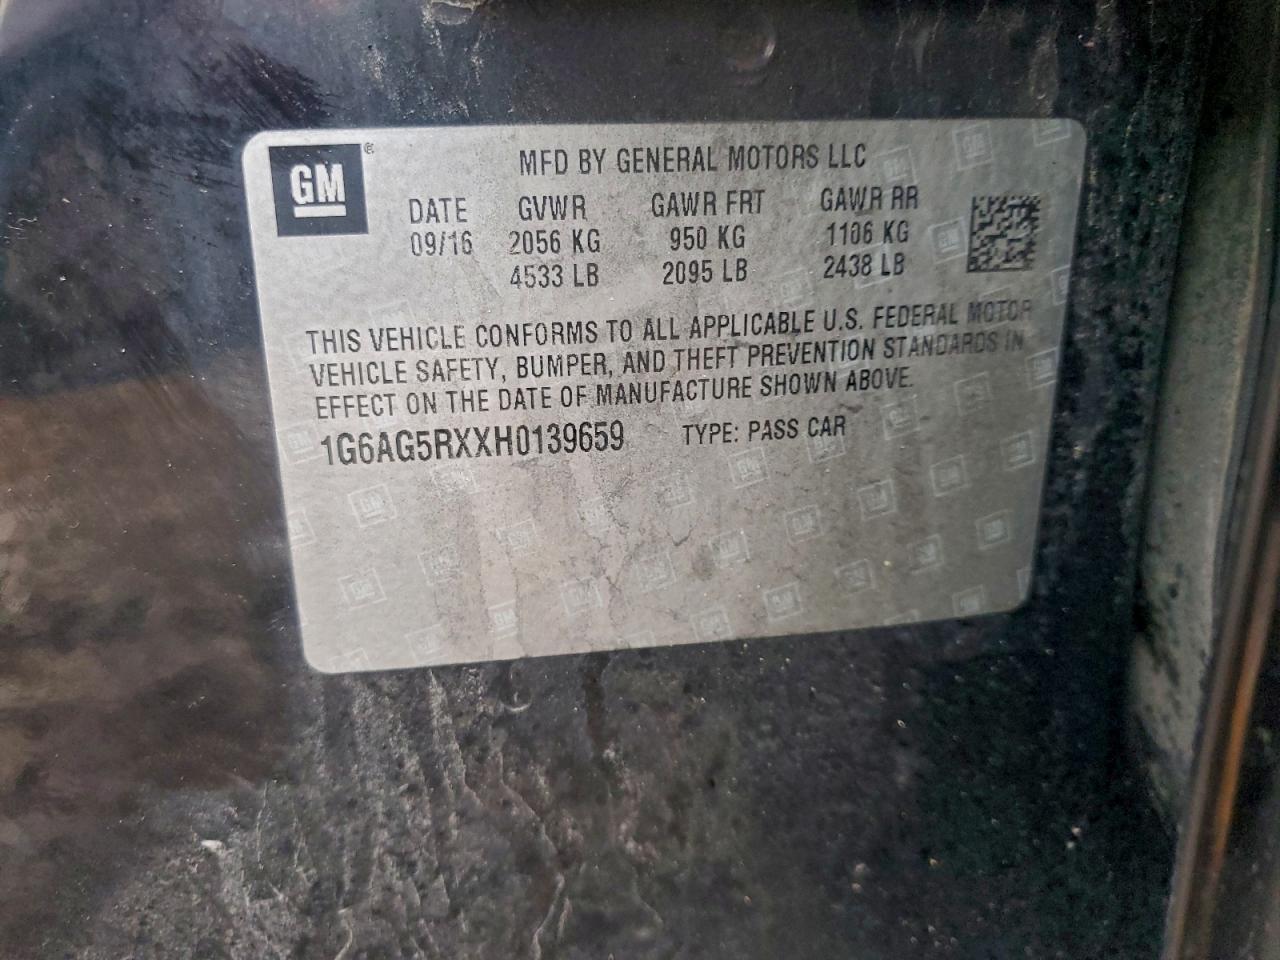 GM ®
MFD BY GENERAL MOTORS LLC
DATE GVWR GAWR FRT GAWR RR
09/16 2056 KG 950 KG 1106 KG
4533 LB 2095 LB 2438 LB
THIS VEHICLE CONFORMS TO ALL APPLICABLE U.S. FEDERAL MOTOR
VEHICLE SAFETY, BUMPER, AND THEFT PREVENTION STANDARDS IN
EFFECT ON THE DATE OF MANUFACTURE SHOWN ABOVE.
1G6AG5RXXH0139659 TYPE: PASS CAR